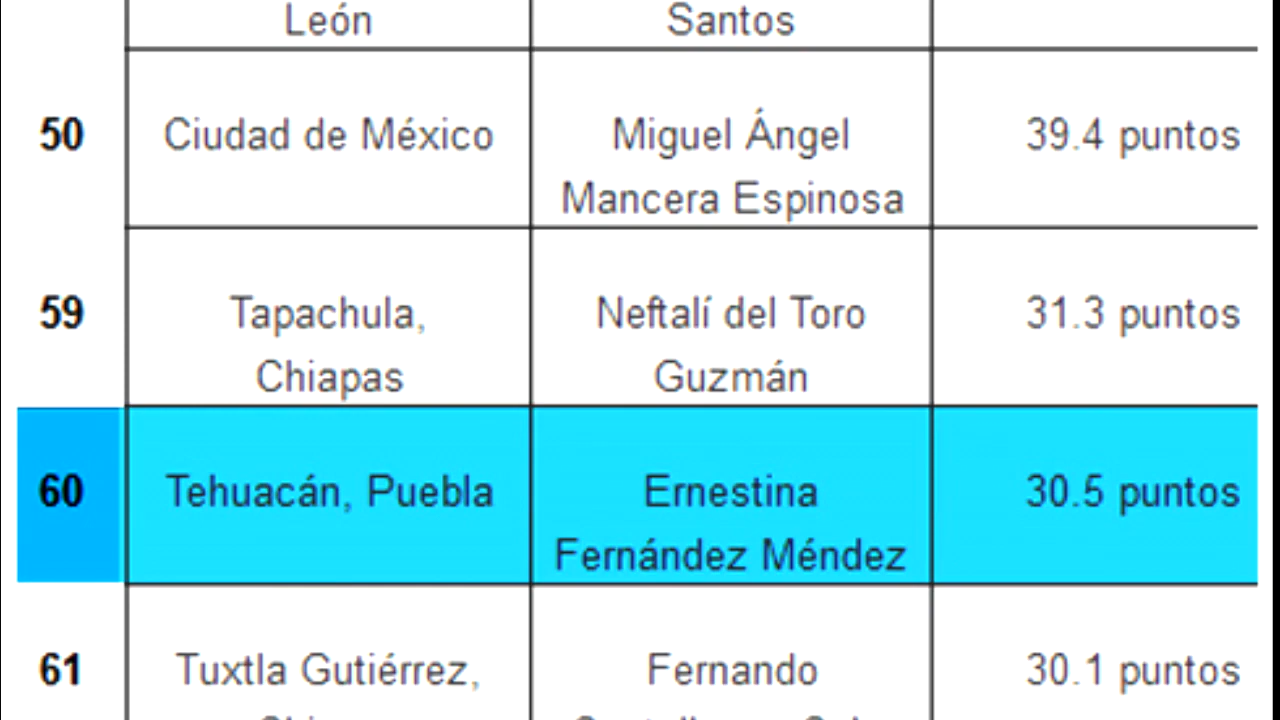 León Santos
50 Ciudad de México Miguel Ángel 39.4 puntos
Mancera Espinosa
59 Tapachula, Neftalí del Toro 31.3 puntos
Chiapas Guzmán
60 Tehuacán, Puebla Ernestina 30.5 puntos
Fernández Méndez
61 Tuxtla Gutiérrez, Fernando 30.1 puntos